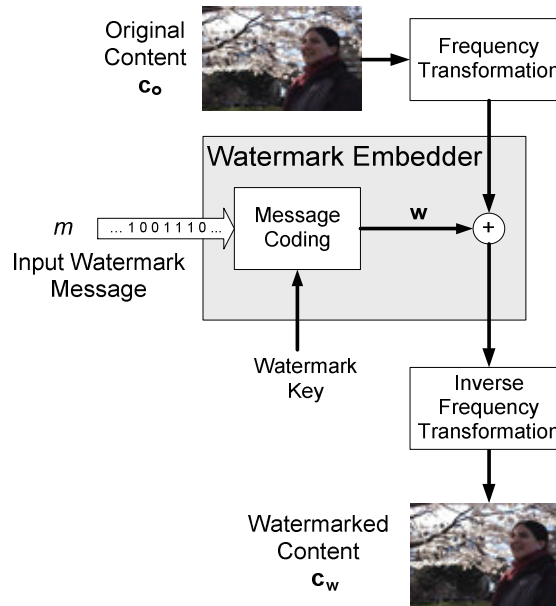 Original
Content
c₀
Frequency
Transformation
Watermark Embedder
m
... 1 0 0 1 1 1 0 ...
Input Watermark
Message
Message
Coding
w
+
Watermark
Key
Inverse
Frequency
Transformation
Watermarked
Content
c_w